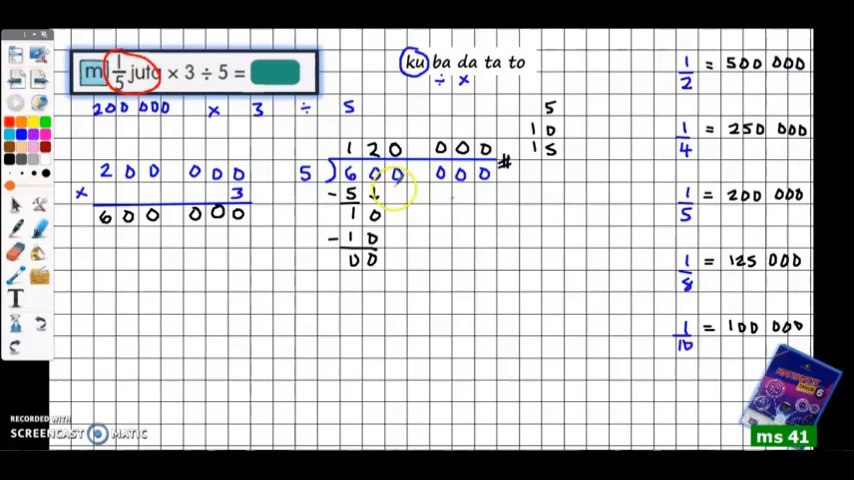 m) 1/5 juta × 3 ÷ 5 =
ku ba da ta to
÷ ×
200 000 × 3 ÷ 5
200 000
× 3
600 000
120 000 #
5 ) 600 000
- 5 ↓
10
- 10
00
5
10
15
1/2 = 500 000
1/4 = 250 000
1/5 = 200 000
1/8 = 125 000
1/10 = 100 000
T
RECORDED WITH
SCREENCAST MATIC
MATEMATIK
6
ms 41